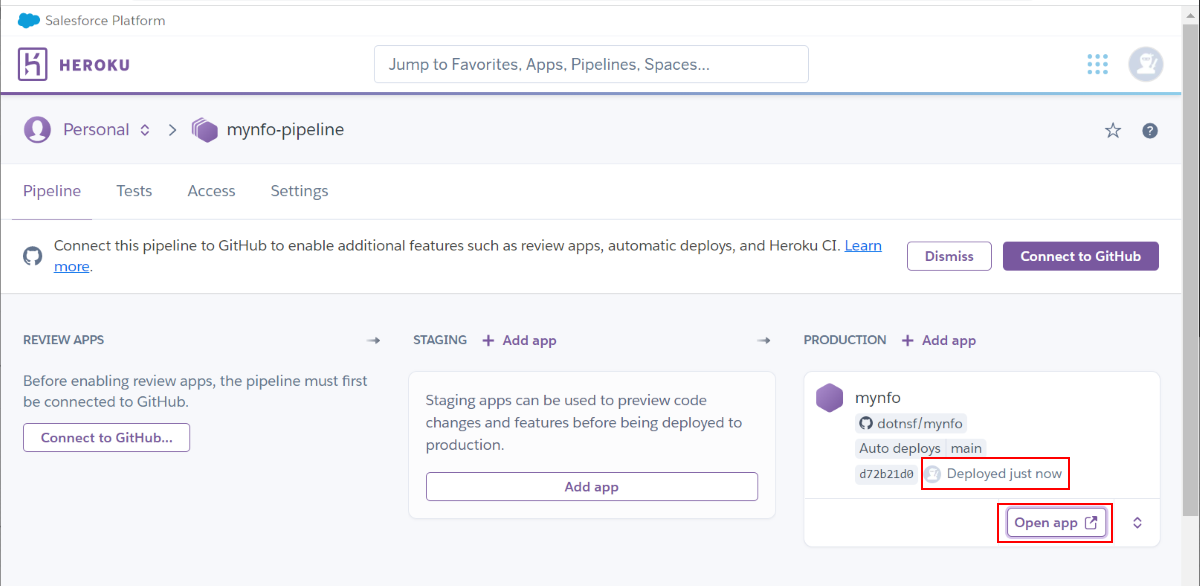 Salesforce Platform
HEROKU
Jump to Favorites, Apps, Pipelines, Spaces...
Personal
mynfo-pipeline
Pipeline
Tests
Access
Settings
Connect this pipeline to GitHub to enable additional features such as review apps, automatic deploys, and Heroku CI. Learn
more.
Dismiss
Connect to GitHub
REVIEW APPS
Before enabling review apps, the pipeline must first
be connected to GitHub.
Connect to GitHub...
STAGING
Add app
Staging apps can be used to preview code
changes and features before being deployed to
production.
Add app
PRODUCTION
Add app
mynfo
dotnsf/mynfo
Auto deploys main
d72b21d0 Deployed just now
Open app